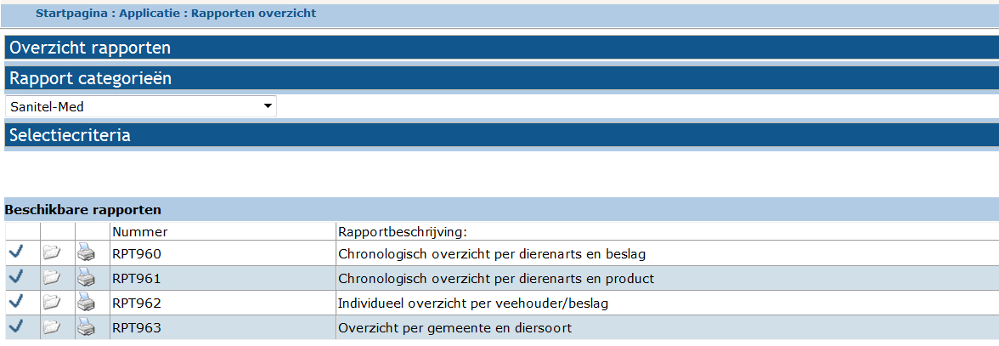 Startpagina : Applicatie : Rapporten overzicht
Overzicht rapporten
Rapport categorieën
Sanitel-Med
Selectiecriteria
Beschikbare rapporten
Nummer Rapportbeschrijving:
RPT960 Chronologisch overzicht per dierenarts en beslag
RPT961 Chronologisch overzicht per dierenarts en product
RPT962 Individueel overzicht per veehouder/beslag
RPT963 Overzicht per gemeente en diersoort